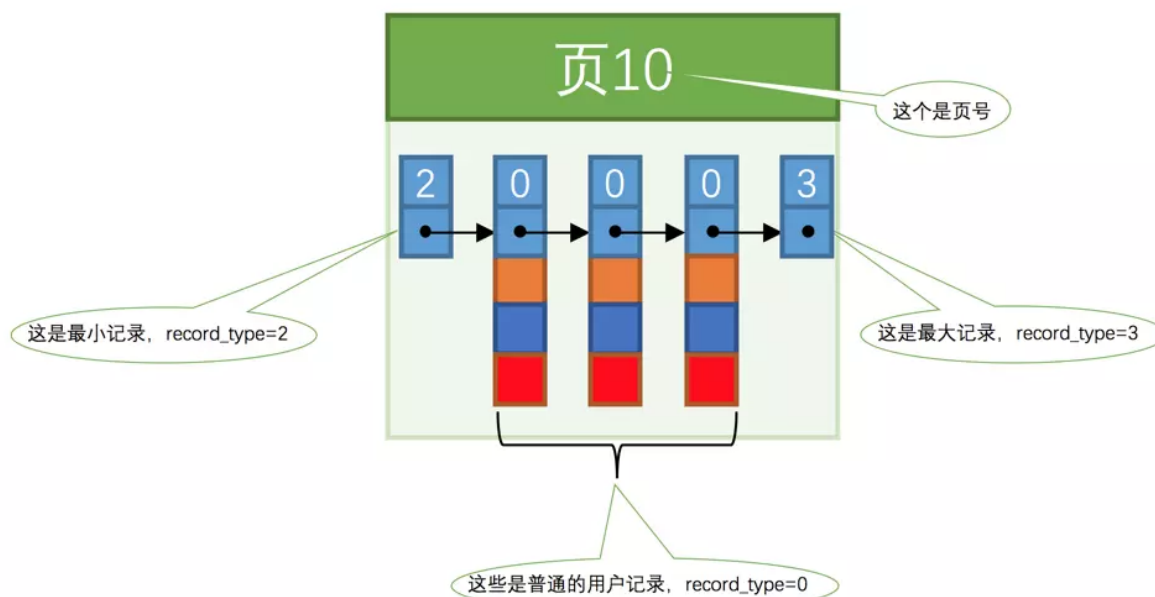 页10
这个是页号
2 0 0 0 3
这是最小记录，record_type=2
这是最大记录，record_type=3
这些是普通的用户记录，record_type=0